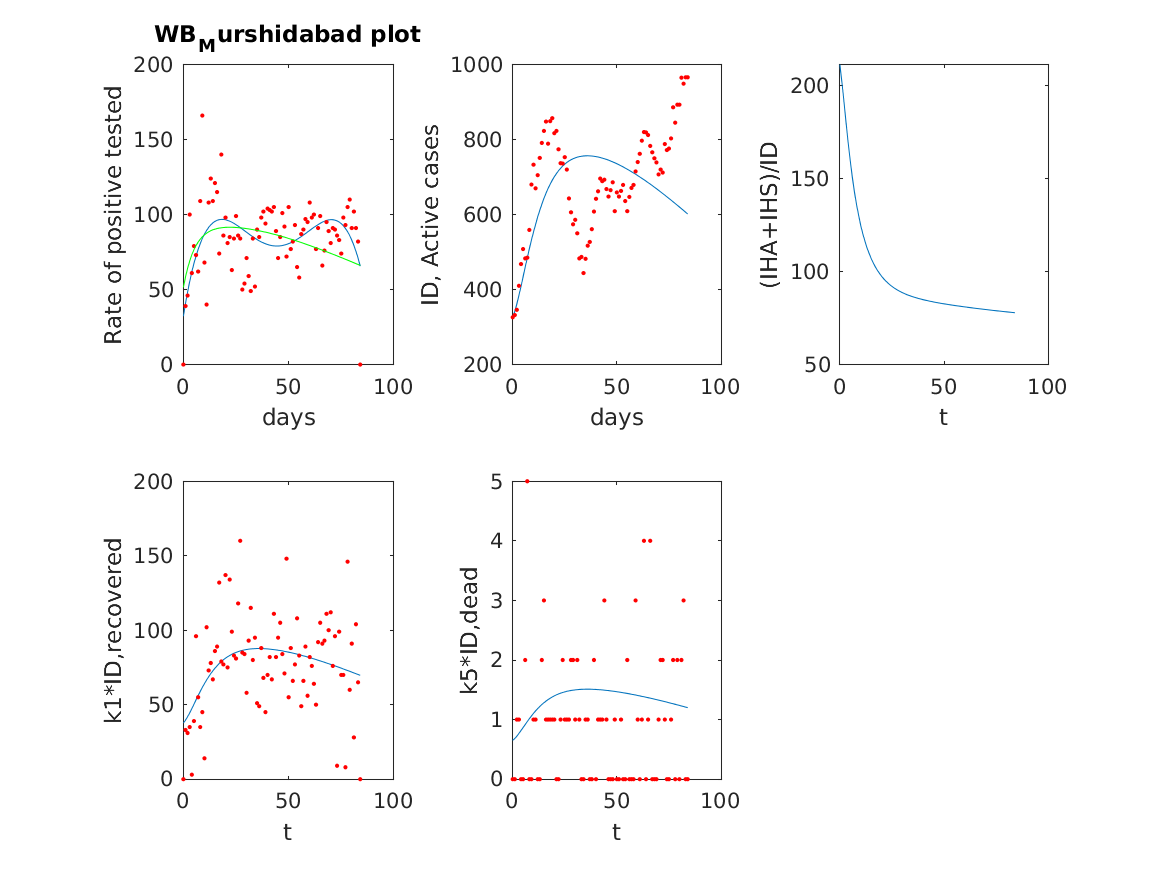 WB_Murshidabad plot
200
150
100
50
0
0 50 100
days
Rate of positive tested
1000
800
600
400
200
0 50 100
days
ID, Active cases
200
150
100
50
0 50 100
t
(IHA+IHS)/ID
200
150
100
50
0
0 50 100
t
k1*ID,recovered
5
4
3
2
1
0
0 50 100
t
k5*ID,dead